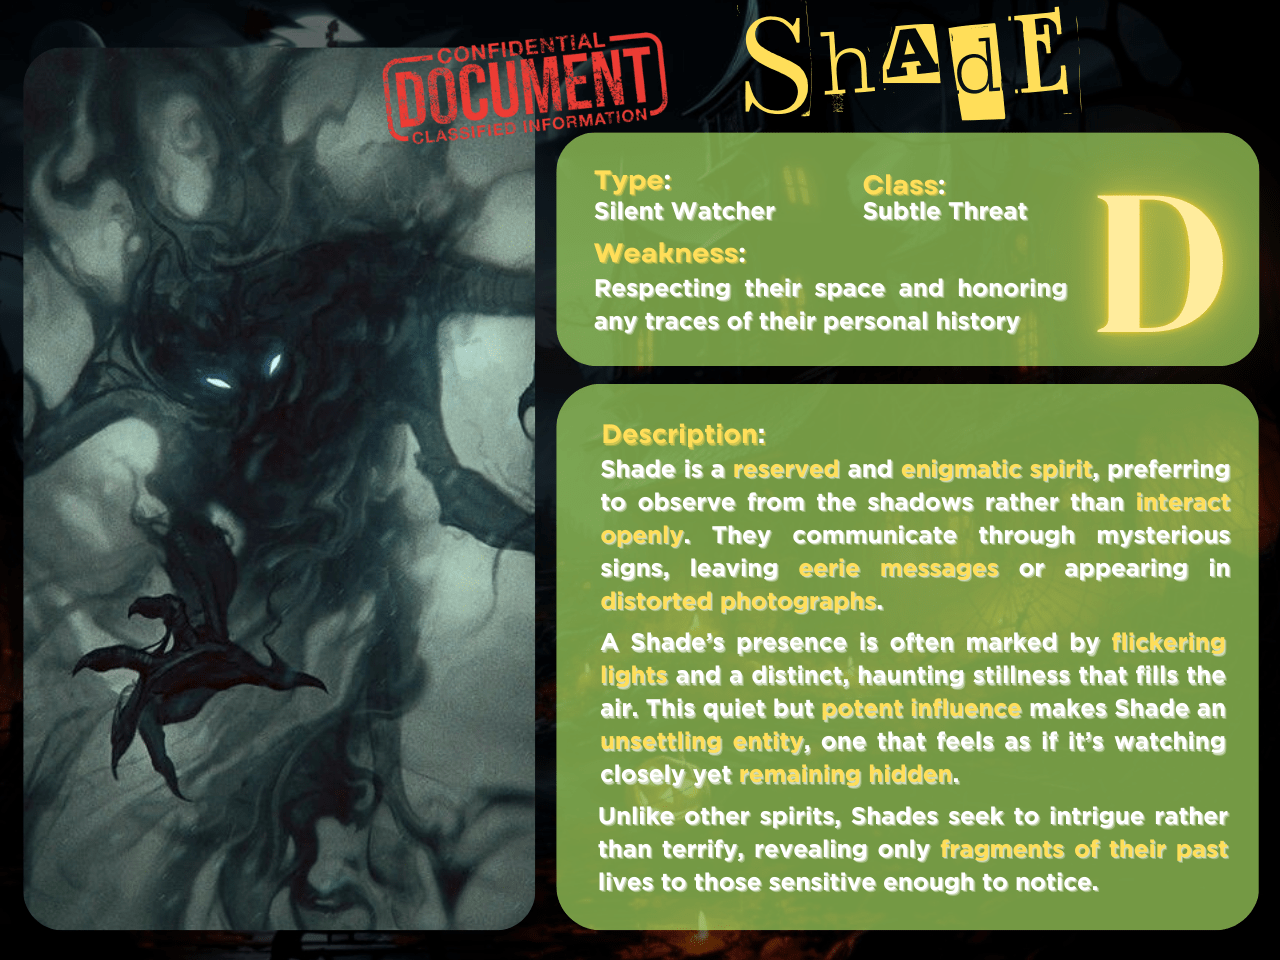 CONFIDENTIAL
DOCUMENT
CLASSIFIED INFORMATION
ShAdE
Type:
Silent Watcher
Class:
Subtle Threat
D
Weakness:
Respecting their space and honoring
any traces of their personal history
Description:
Shade is a reserved and enigmatic spirit, preferring
to observe from the shadows rather than interact
openly. They communicate through mysterious
signs, leaving eerie messages or appearing in
distorted photographs.
A Shade’s presence is often marked by flickering
lights and a distinct, haunting stillness that fills the
air. This quiet but potent influence makes Shade an
unsettling entity, one that feels as if it’s watching
closely yet remaining hidden.
Unlike other spirits, Shades seek to intrigue rather
than terrify, revealing only fragments of their past
lives to those sensitive enough to notice.